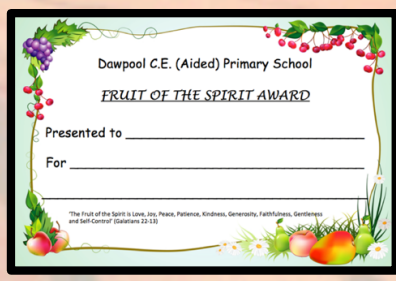 Dawpool C.E. (Aided) Primary School
FRUIT OF THE SPIRIT AWARD
Presented to
For
'The Fruit of the Spirit is Love, Joy, Peace, Patience, Kindness, Generosity, Faithfulness, Gentleness
and Self-Control' (Galatians 22-13)